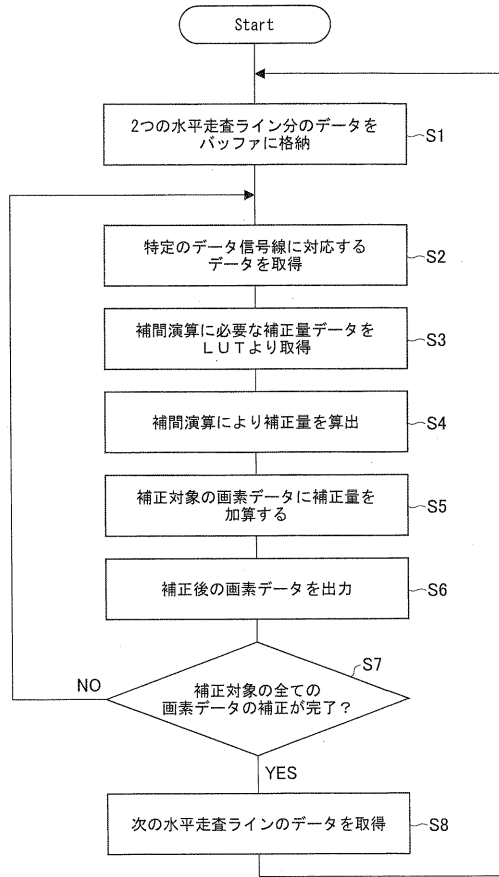 Start
2つの水平走査ライン分のデータを
バッファに格納
S1
特定のデータ信号線に対応する
データを取得
S2
補間演算に必要な補正量データを
LUTより取得
S3
補間演算により補正量を算出
S4
補正対象の画素データに補正量を
加算する
S5
補正後の画素データを出力
S6
S7
補正対象の全ての
画素データの補正が完了?
NO
YES
次の水平走査ラインのデータを取得
S8